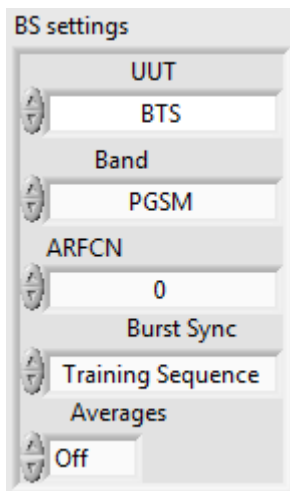 BS settings
UUT
BTS
Band
PGSM
ARFCN
0
Burst Sync
Training Sequence
Averages
Off